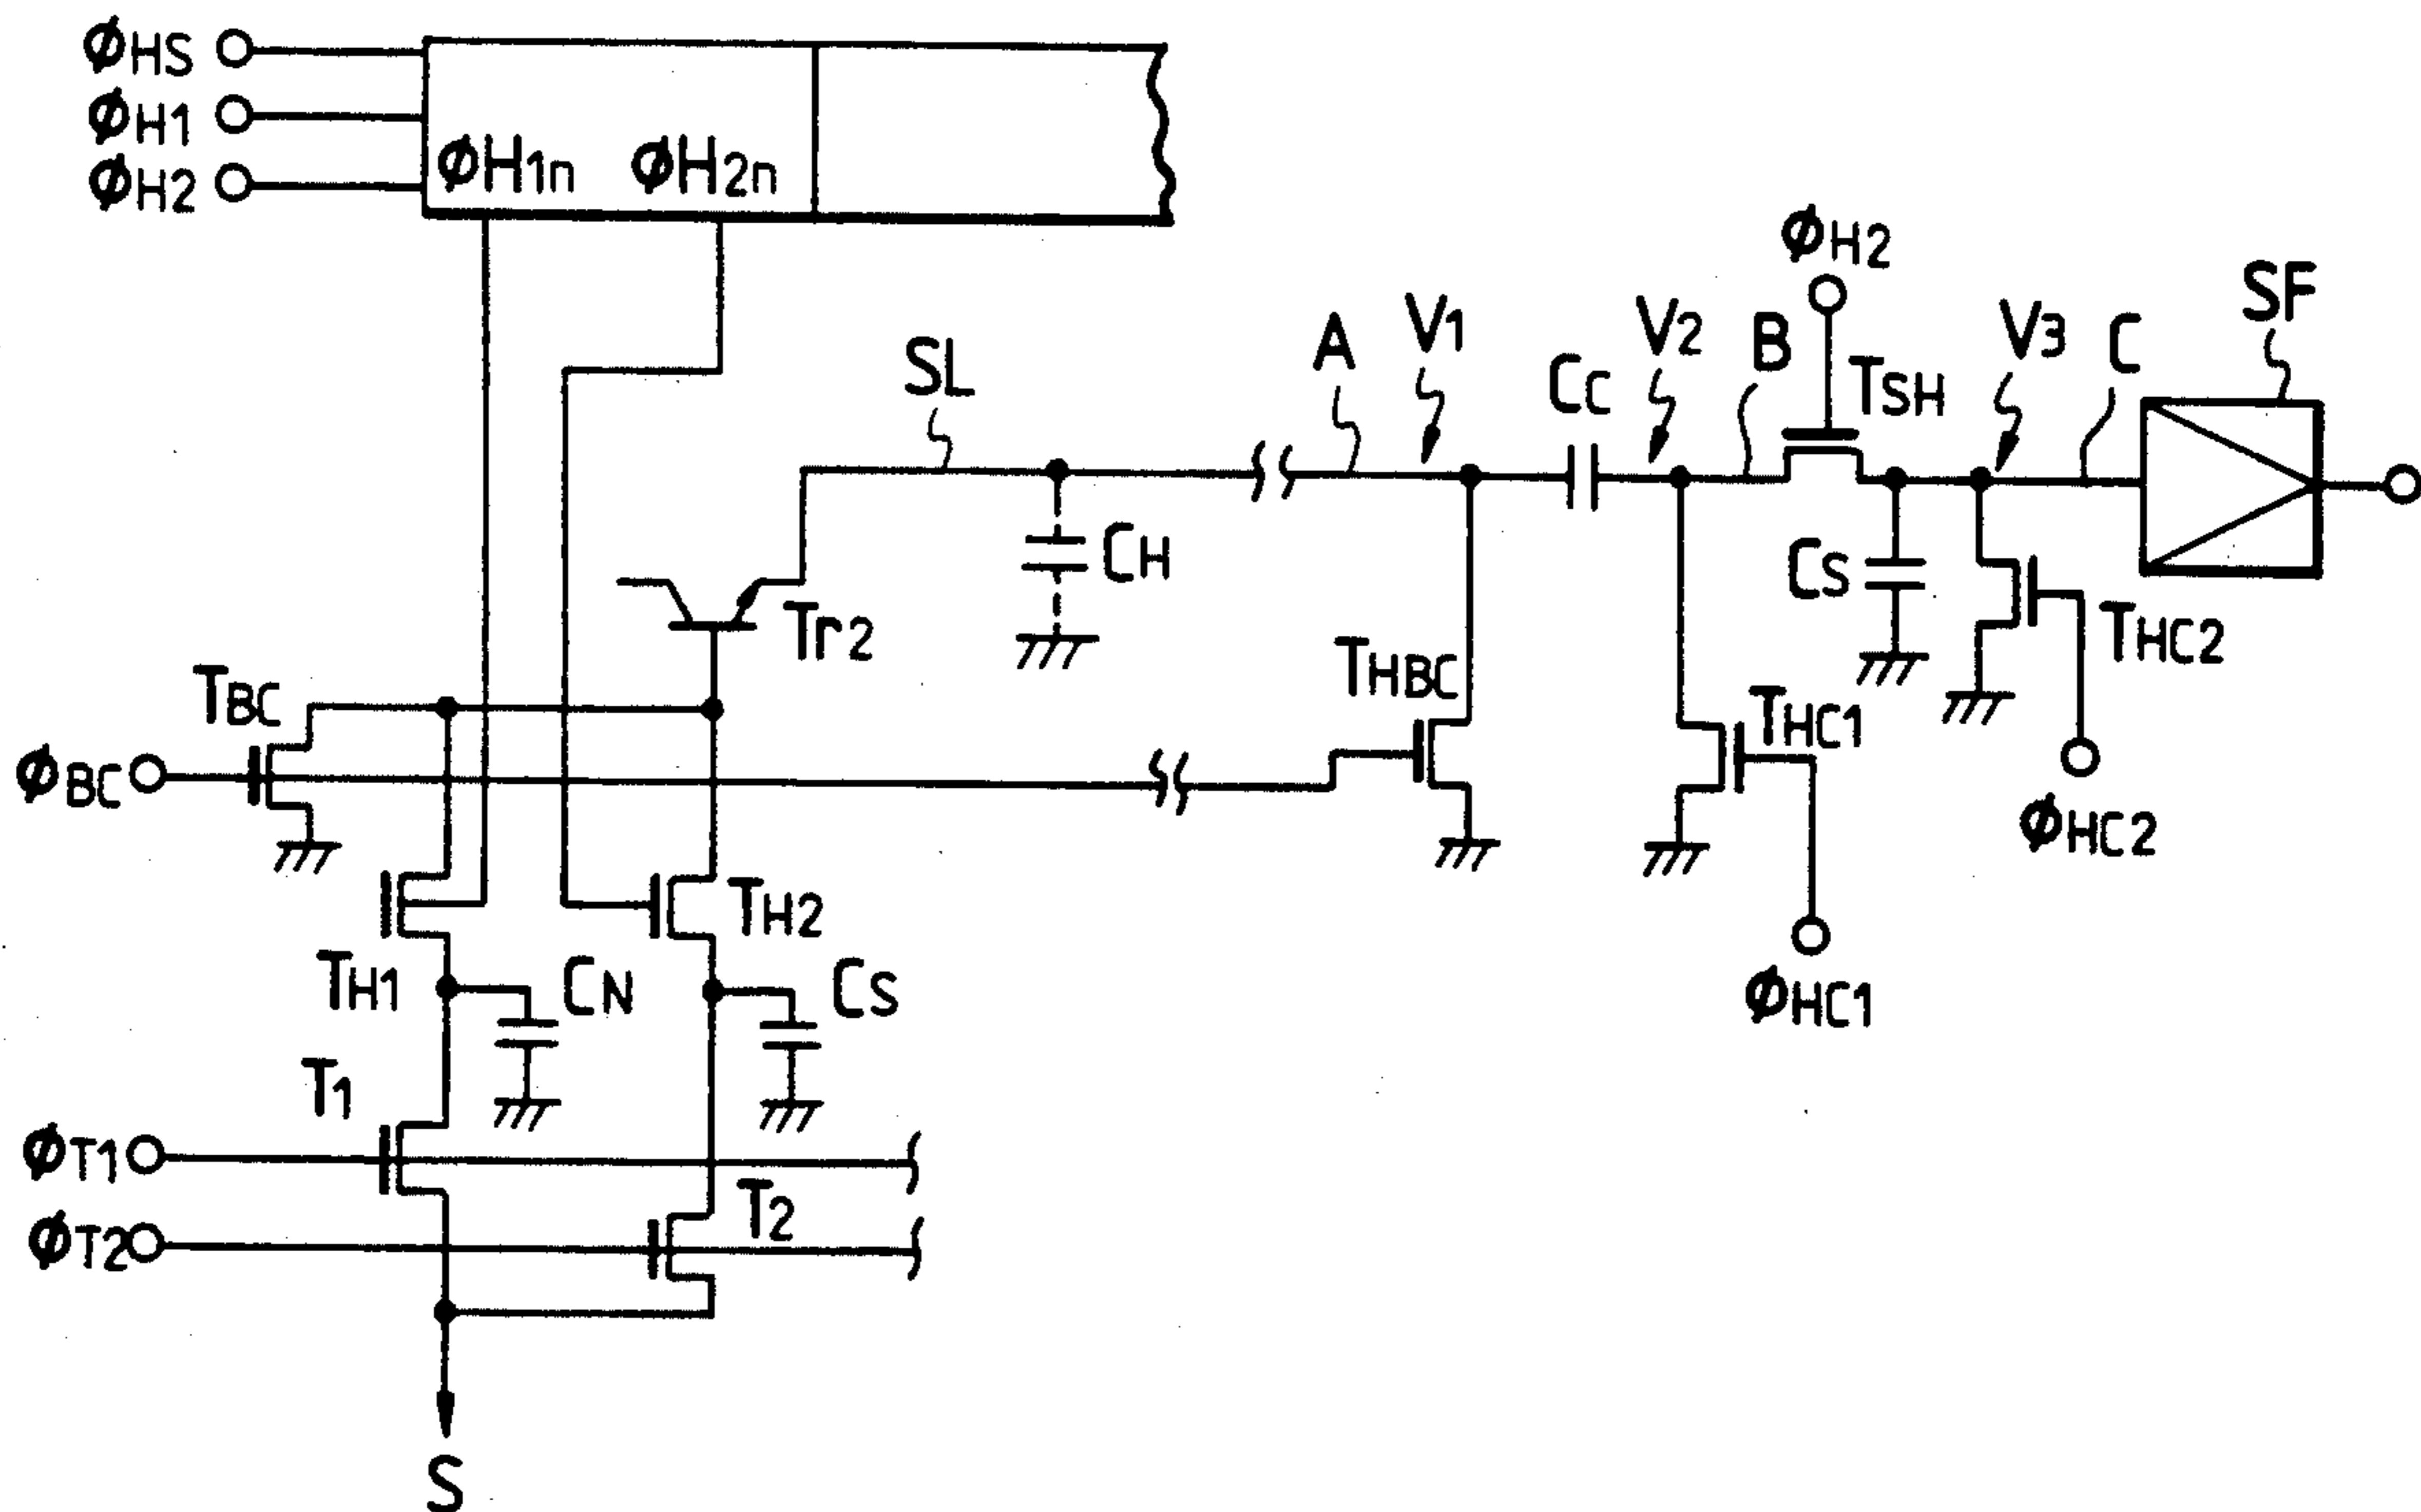 ϕHS
ϕH1
ϕH2
ϕH1n ϕH2n
ϕH2
SL
A
V1
CC
V2
B
TSH
V3
C
SF
CH
CS
THC2
Tr2
THBC
TBC
THC1
ϕBC
ϕHC2
TH2
TH1
CN
CS
ϕHC1
T1
ϕT1
T2
ϕT2
S